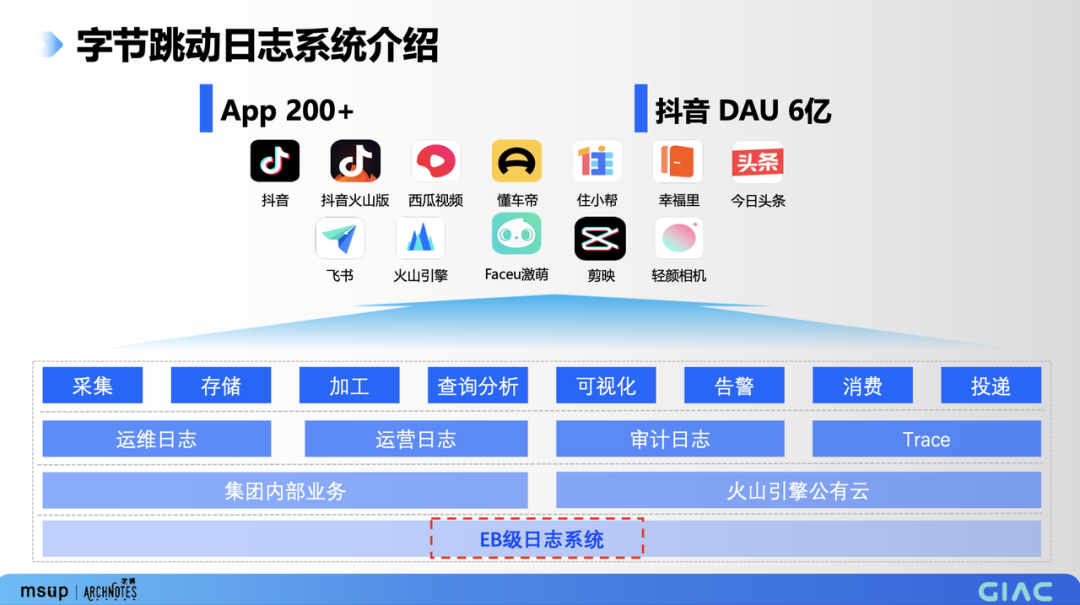 字节跳动日志系统介绍
App 200+
抖音 DAU 6亿
住
头条
抖音 抖音火山版 西瓜视频 懂车帝 住小帮 幸福里 今日头条
飞书 火山引擎 Faceu激萌 剪映 轻颜相机
采集 存储 加工 查询分析 可视化 告警 消费 投递
运维日志 运营日志 审计日志 Trace
集团内部业务 火山引擎公有云
EB级日志系统
msup ARCHNOTES GIAC